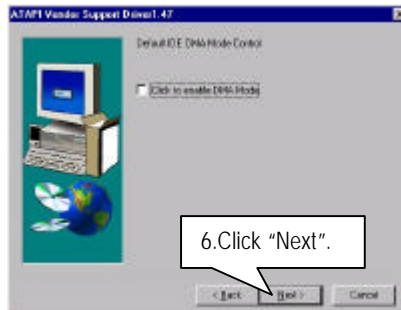 ATAPI Vender Support Driver1.47
Default IDE DMA Mode Control
Click to enable DMA Mode
6.Click “Next”.
< Back
Next >
Cancel